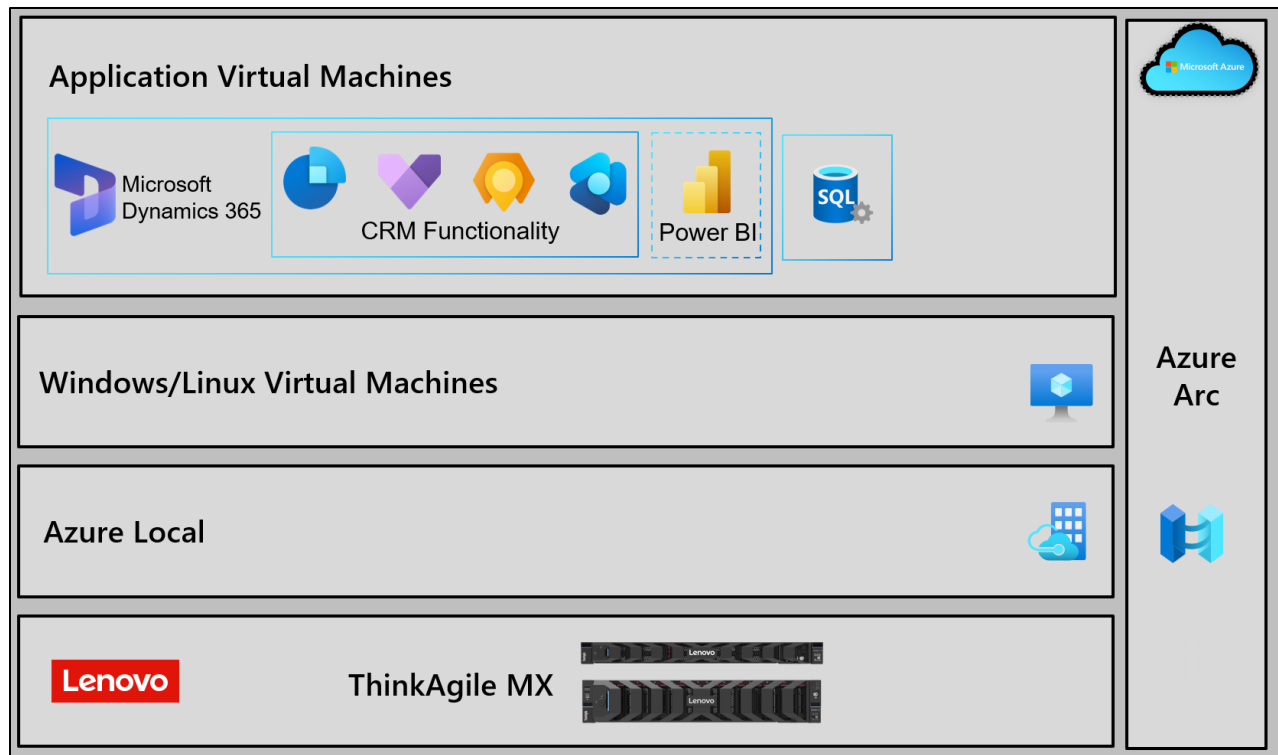 Application Virtual Machines
Microsoft
Dynamics 365
CRM Functionality
Power BI
SQL
Microsoft Azure
Windows/Linux Virtual Machines
Azure
Arc
Azure Local
Lenovo
ThinkAgile MX
Lenovo
Lenovo